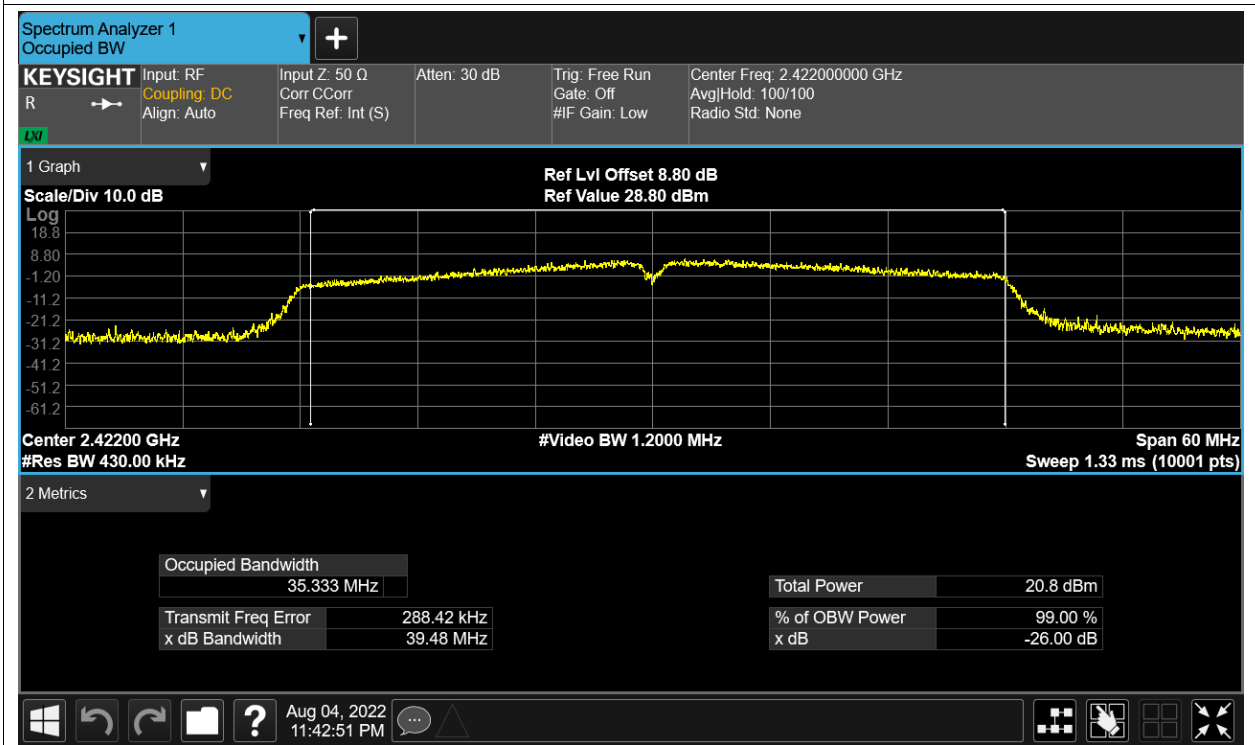 Spectrum Analyzer 1
Occupied BW
KEYSIGHT
R
LXI
Input: RF
Coupling: DC
Align: Auto
Input Z: 50 Ω
Corr CCorr
Freq Ref: Int (S)
Atten: 30 dB
Trig: Free Run
Gate: Off
#IF Gain: Low
Center Freq: 2.422000000 GHz
Avg|Hold: 100/100
Radio Std: None
1 Graph
Scale/Div 10.0 dB
Ref Lvl Offset 8.80 dB
Ref Value 28.80 dBm
Log
18.8
8.80
-1.20
-11.2
-21.2
-31.2
-41.2
-51.2
-61.2
Center 2.42200 GHz
#Video BW 1.2000 MHz
Span 60 MHz
#Res BW 430.00 kHz
Sweep 1.33 ms (10001 pts)
2 Metrics
Occupied Bandwidth
35.333 MHz
Total Power 20.8 dBm
Transmit Freq Error 288.42 kHz
% of OBW Power 99.00 %
x dB Bandwidth 39.48 MHz
x dB -26.00 dB
?
Aug 04, 2022
11:42:51 PM